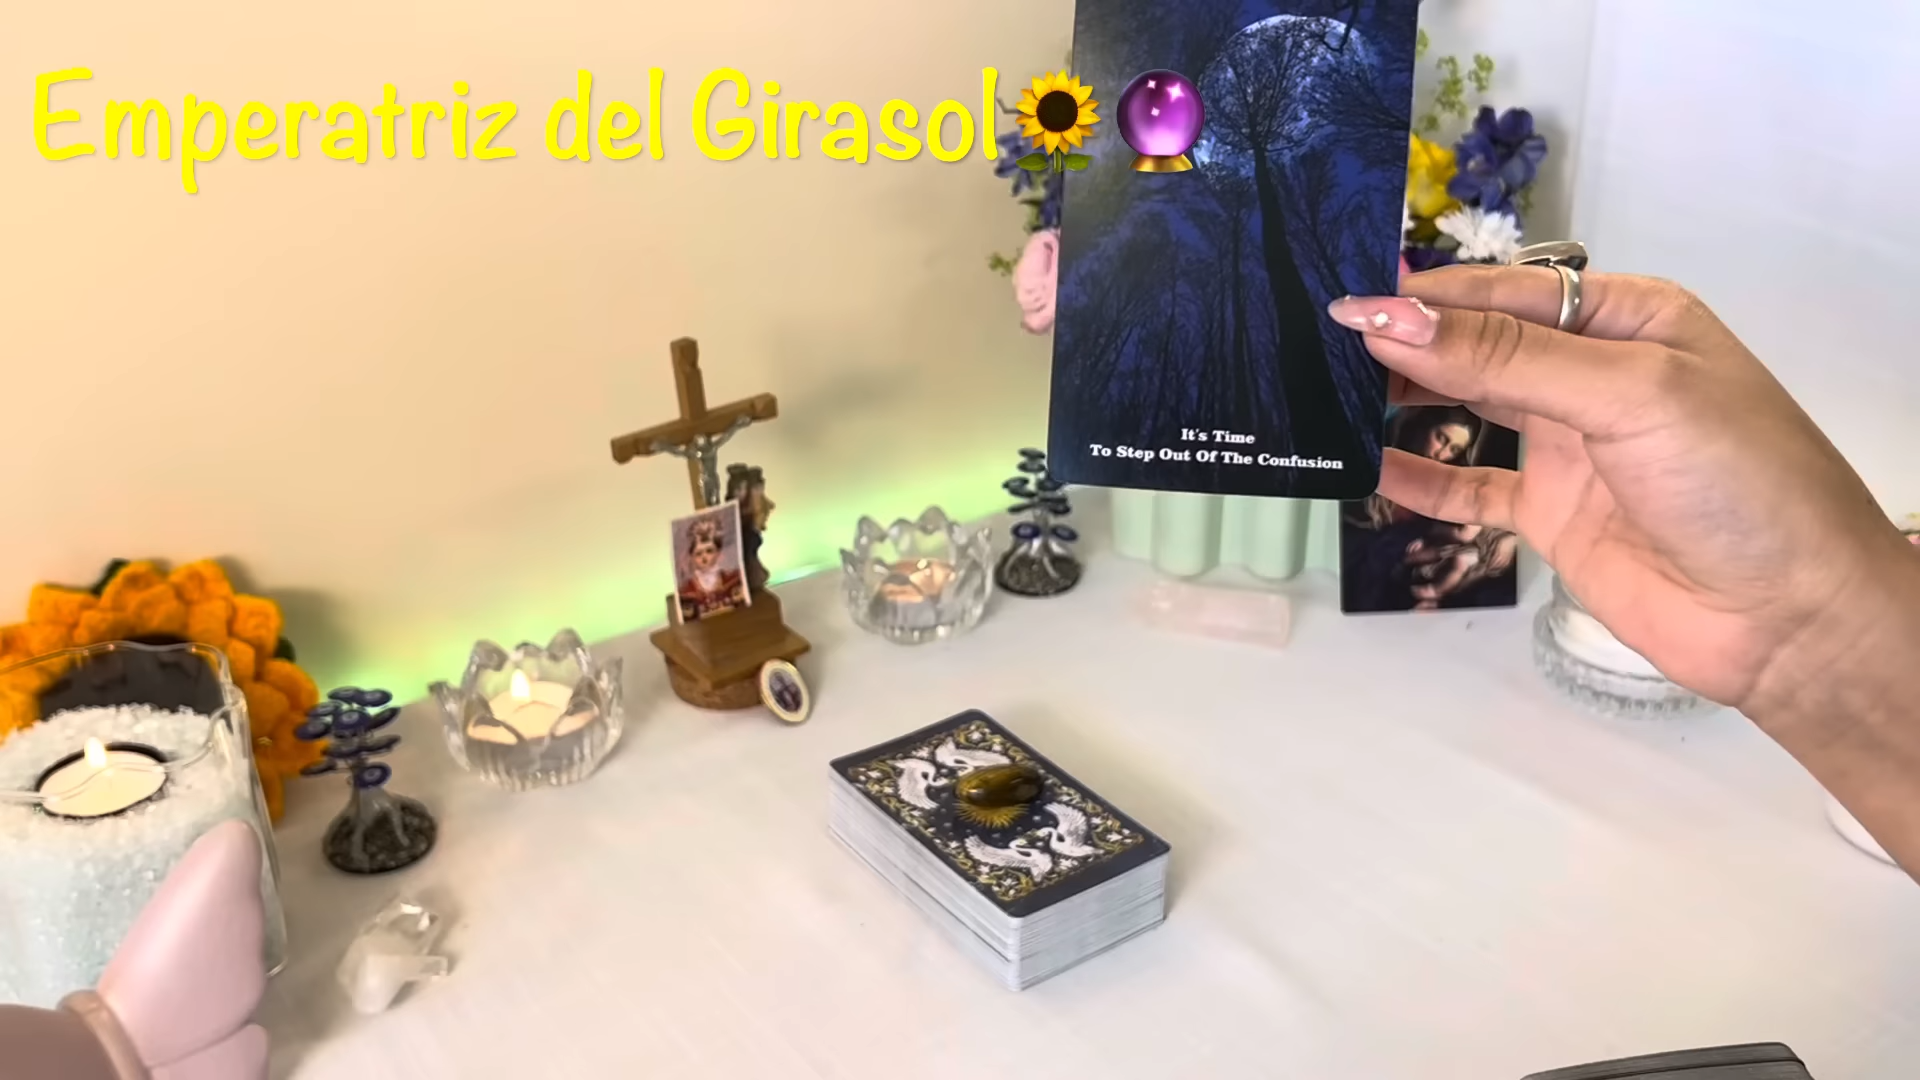 Emperatriz del Girasol🌻🔮
It's Time
To Step Out Of The Confusion